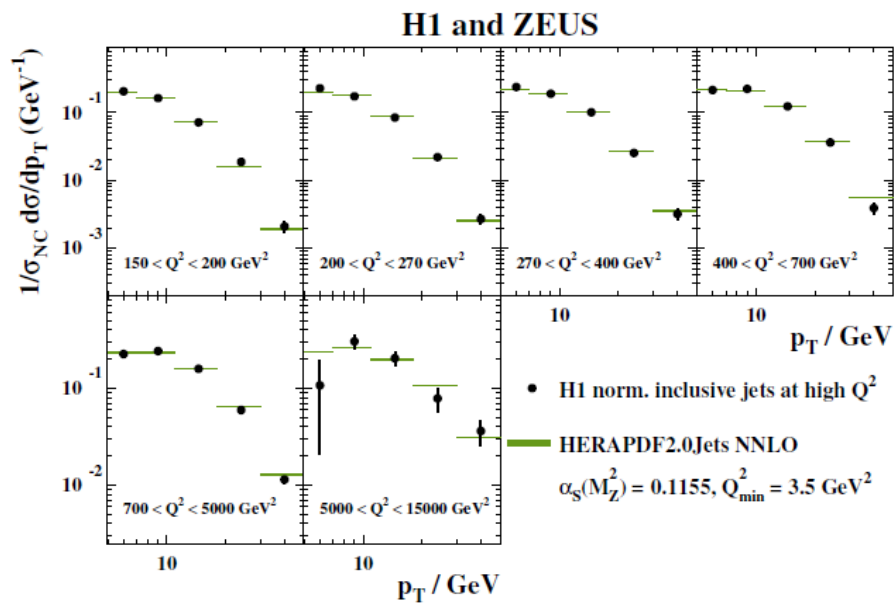 H1 and ZEUS
1/σ_NC dσ/dp_T (GeV^-1)
10^-1
10^-2
10^-3
150 < Q^2 < 200 GeV^2
200 < Q^2 < 270 GeV^2
270 < Q^2 < 400 GeV^2
400 < Q^2 < 700 GeV^2
10
10
p_T / GeV
10^-1
10^-2
700 < Q^2 < 5000 GeV^2
5000 < Q^2 < 15000 GeV^2
10
10
p_T / GeV
H1 norm. inclusive jets at high Q^2
HERAPDF2.0Jets NNLO
α_S(M_Z^2) = 0.1155, Q^2_min = 3.5 GeV^2